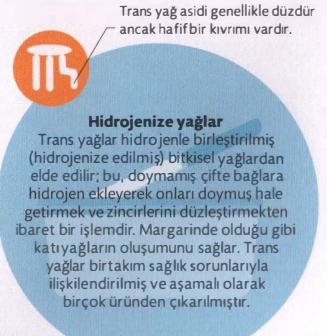 Trans yağ asidi genellikle düzdür
ancak hafif bir kıvrımı vardır.
Hidrojenize yağlar
Trans yağlar hidrojenle birleştirilmiş
(hidrojenize edilmiş) bitkisel yağlardan
elde edilir; bu, doymamış çifte bağlara
hidrojen ekleyerek onları doymuş hale
getirmek ve zincirlerini düzleştirmekten
ibaret bir işlemdir. Margarinde olduğu gibi
katı yağların oluşumunu sağlar. Trans
yağlar birtakım sağlık sorunlarıyla
ilişkilendirilmiş ve aşamalı olarak
birçok üründen çıkarılmıştır.